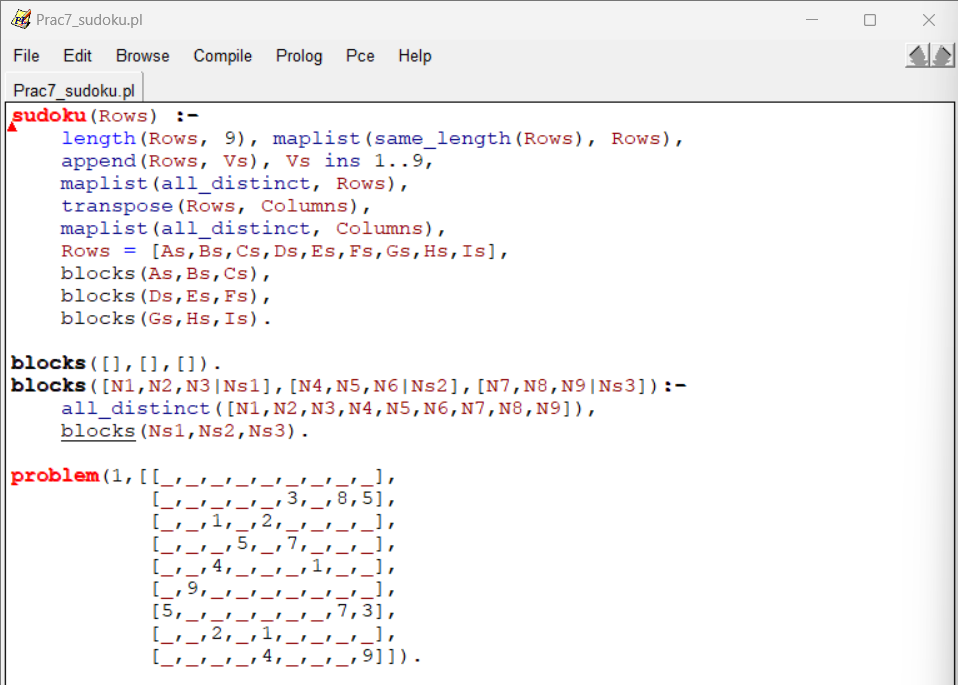 Prac7_sudoku.pl
File Edit Browse Compile Prolog Pce Help
Prac7_sudoku.pl
sudoku(Rows) :-
    length(Rows, 9), maplist(same_length(Rows), Rows),
    append(Rows, Vs), Vs ins 1..9,
    maplist(all_distinct, Rows),
    transpose(Rows, Columns),
    maplist(all_distinct, Columns),
    Rows = [As,Bs,Cs,Ds,Es,Fs,Gs,Hs,Is],
    blocks(As,Bs,Cs),
    blocks(Ds,Es,Fs),
    blocks(Gs,Hs,Is).
blocks([],[],[]).
blocks([N1,N2,N3|Ns1],[N4,N5,N6|Ns2],[N7,N8,N9|Ns3]):-
    all_distinct([N1,N2,N3,N4,N5,N6,N7,N8,N9]),
    blocks(Ns1,Ns2,Ns3).
problem(1,[[_,_,_,_,_,_,_,_,_],
           [_,_,_,_,_,3,_,8,5],
           [_,_,1,_,2,_,_,_,_],
           [_,_,_,5,_,7,_,_,_],
           [_,_,4,_,_,_,1,_,_],
           [_,9,_,_,_,_,_,_,_],
           [5,_,_,_,_,_,_,7,3],
           [_,_,2,_,1,_,_,_,_],
           [_,_,_,_,4,_,_,_,9]]).